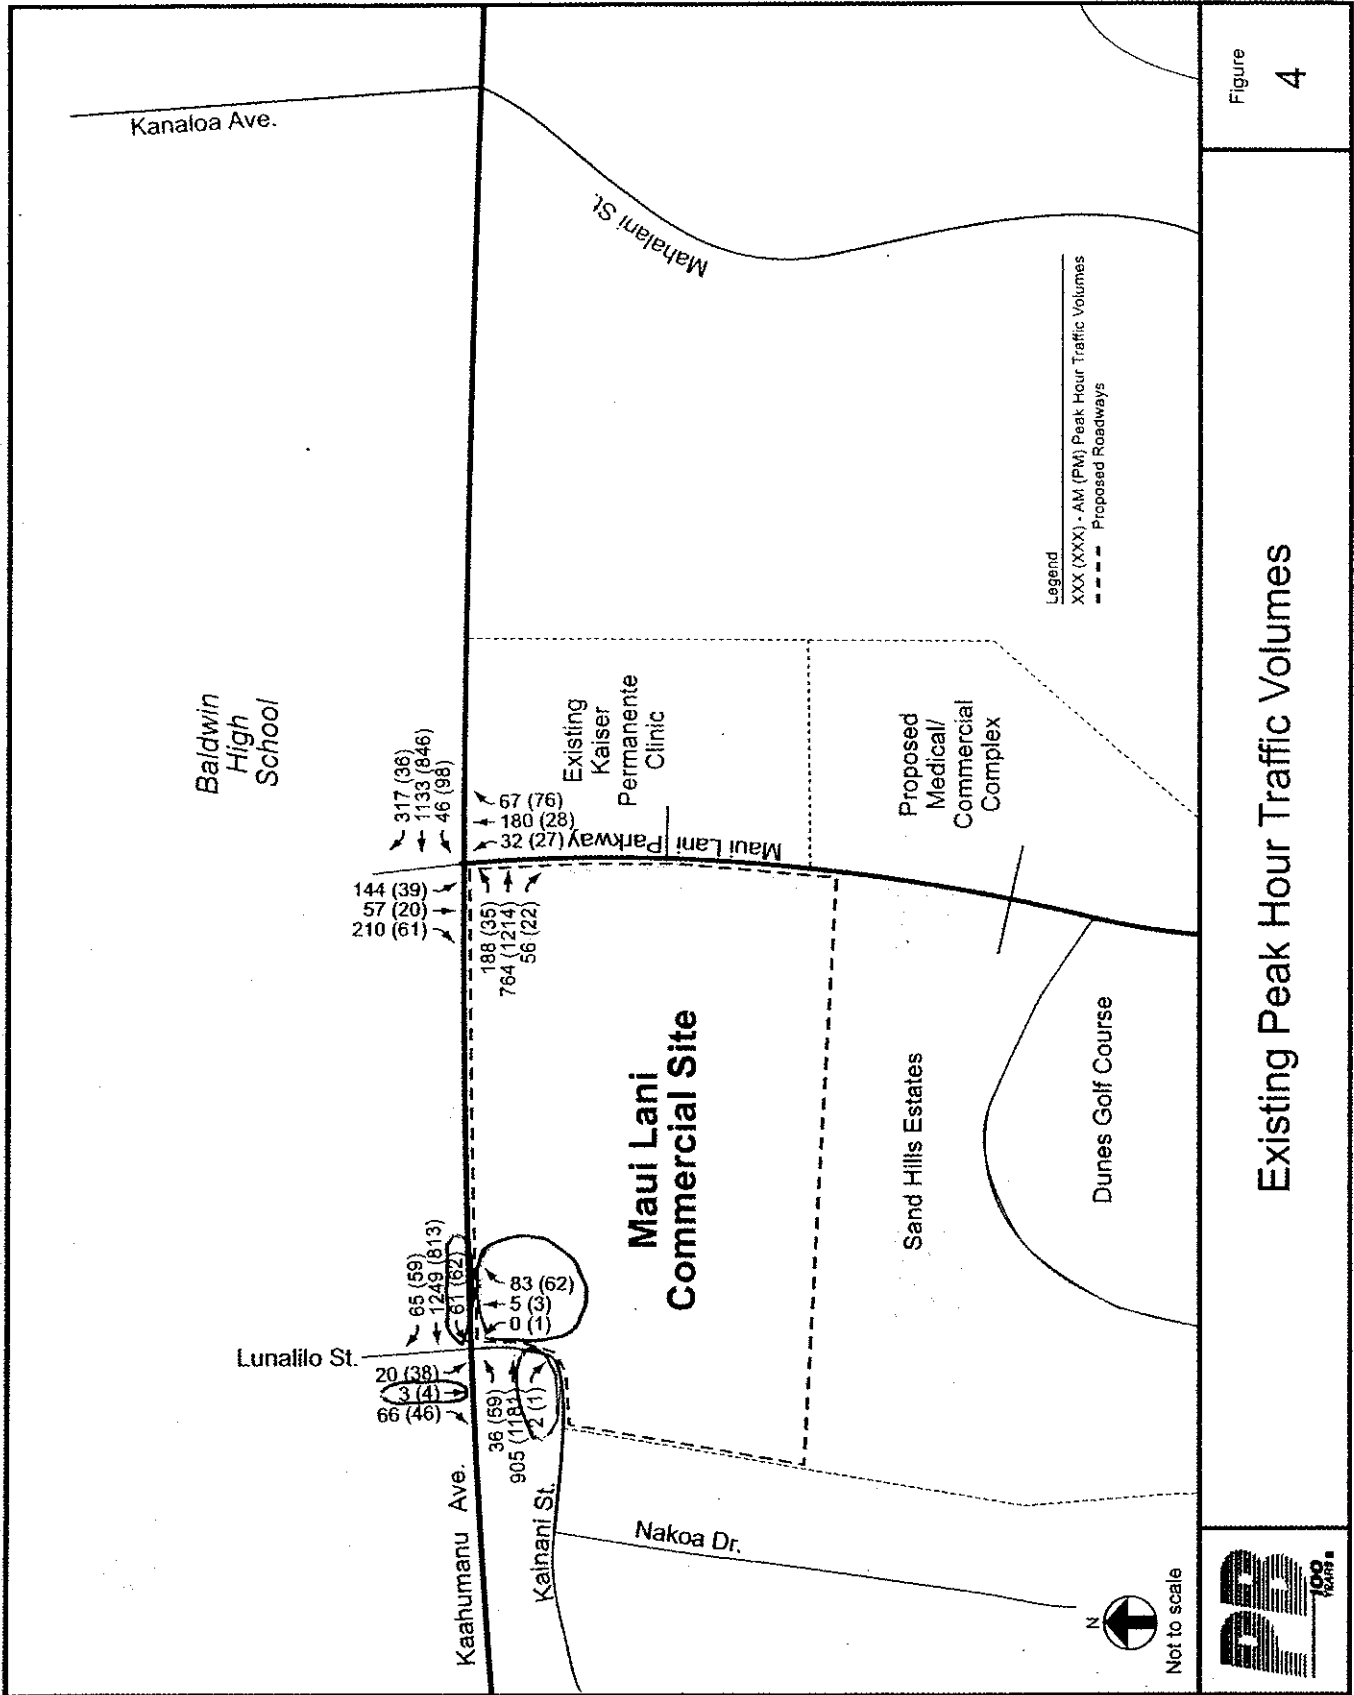 Kanaloa Ave.
Mahalani St.
Baldwin
High
School
317 (36)
1133 (846)
46 (98)
144 (39)
57 (20)
210 (61)
67 (76)
180 (28)
32 (27)
188 (35)
764 (1214)
56 (22)
Maui Lani
Parkway
Existing
Kaiser
Permanente
Clinic
Proposed
Medical/
Commercial
Complex
Legend
XXX (XXX) - AM (PM) Peak Hour Traffic Volumes
Proposed Roadways
Maui Lani
Commercial Site
Sand Hills Estates
Dunes Golf Course
65 (59)
1249 (813)
61 (62)
83 (62)
5 (3)
0 (1)
Lunalilo St.
20 (38)
3 (4)
66 (46)
36 (59)
905 (1181)
2 (1)
Kaahumanu Ave.
Kainani St.
Nakoa Dr.
N
Not to scale
PB
100
YEARS
Existing Peak Hour Traffic Volumes
Figure
4